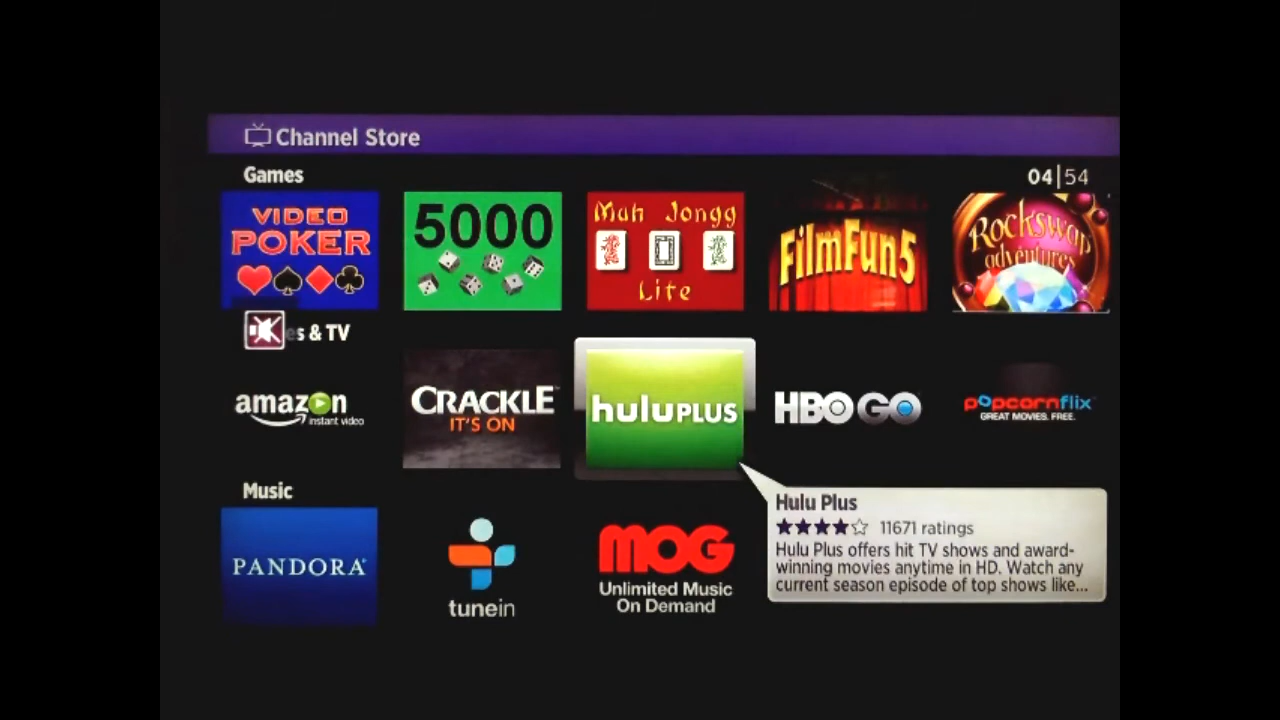 Channel Store
Games
04|54
VIDEO
POKER
5000
Mah Jongg
Lite
FilmFun5
Rockswap
adventures
es & TV
amazon
instant video
CRACKLE
IT'S ON
huluPLUS
HBO GO
popcornflix
GREAT MOVIES. FREE.
Music
PANDORA
tunein
MOG
Unlimited Music
On Demand
Hulu Plus
11671 ratings
Hulu Plus offers hit TV shows and award-
winning movies anytime in HD. Watch any
current season episode of top shows like...